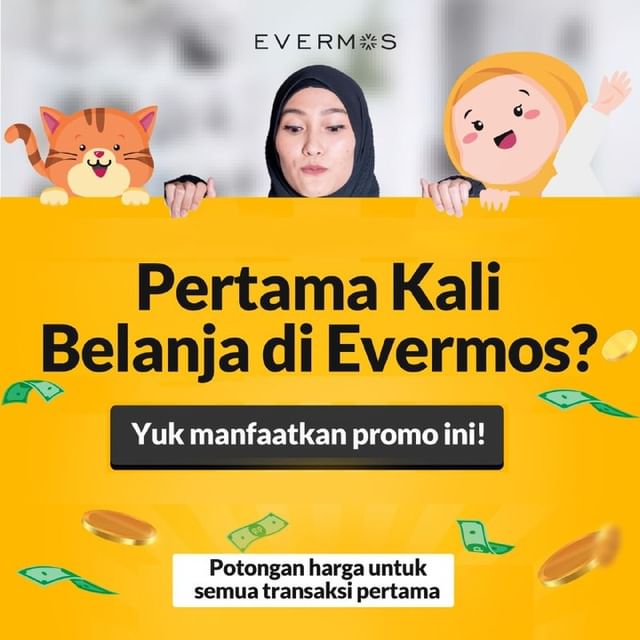 EVERMOS
Pertama Kali
Belanja di Evermos?
Yuk manfaatkan promo ini!
Potongan harga untuk
semua transaksi pertama